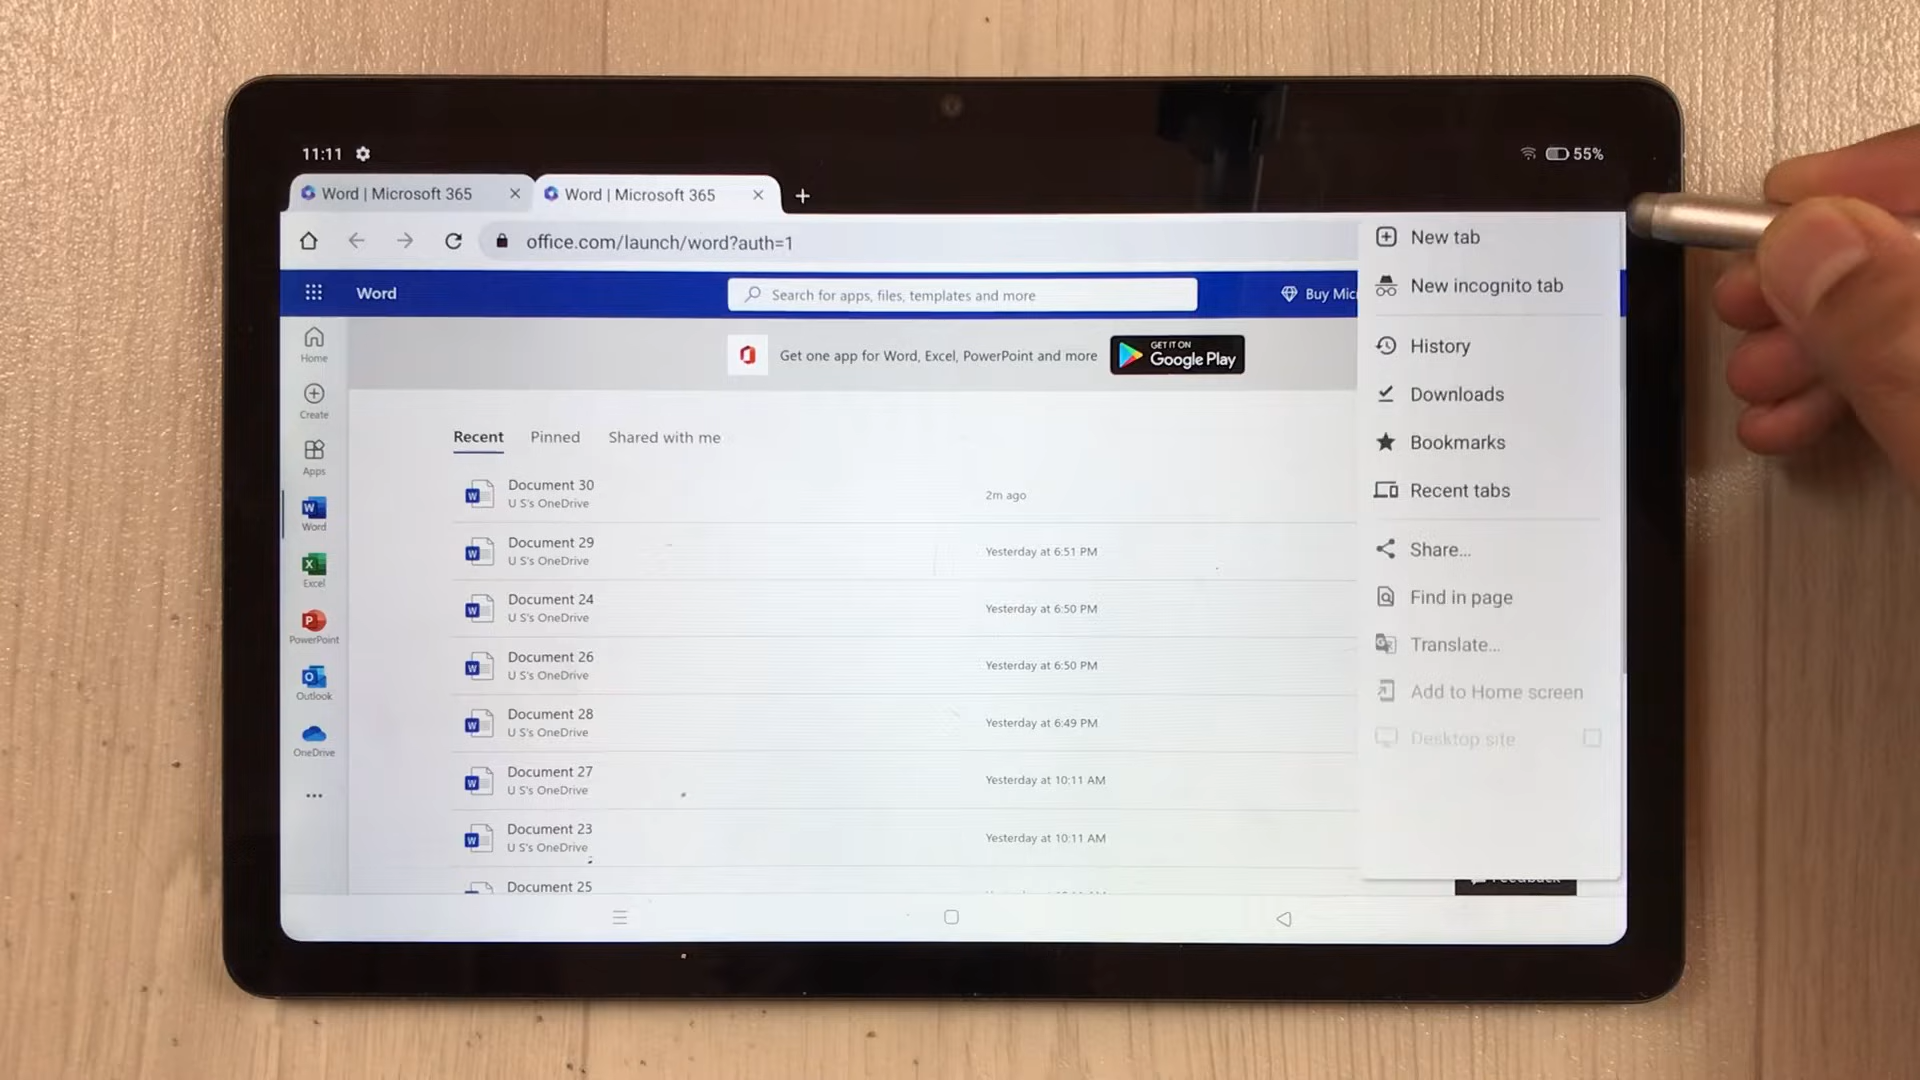 11:11
55%
Word | Microsoft 365
Word | Microsoft 365
office.com/launch/word?auth=1
Word
Search for apps, files, templates and more
Buy Mic
Home
Create
Apps
Word
Excel
PowerPoint
Outlook
OneDrive
Get one app for Word, Excel, PowerPoint and more
GET IT ON
Google Play
Recent Pinned Shared with me
Document 30
U S's OneDrive
2m ago
Document 29
U S's OneDrive
Yesterday at 6:51 PM
Document 24
U S's OneDrive
Yesterday at 6:50 PM
Document 26
U S's OneDrive
Yesterday at 6:50 PM
Document 28
U S's OneDrive
Yesterday at 6:49 PM
Document 27
U S's OneDrive
Yesterday at 10:11 AM
Document 23
U S's OneDrive
Yesterday at 10:11 AM
Document 25
New tab
New incognito tab
History
Downloads
Bookmarks
Recent tabs
Share...
Find in page
Translate...
Add to Home screen
Desktop site
Feedback